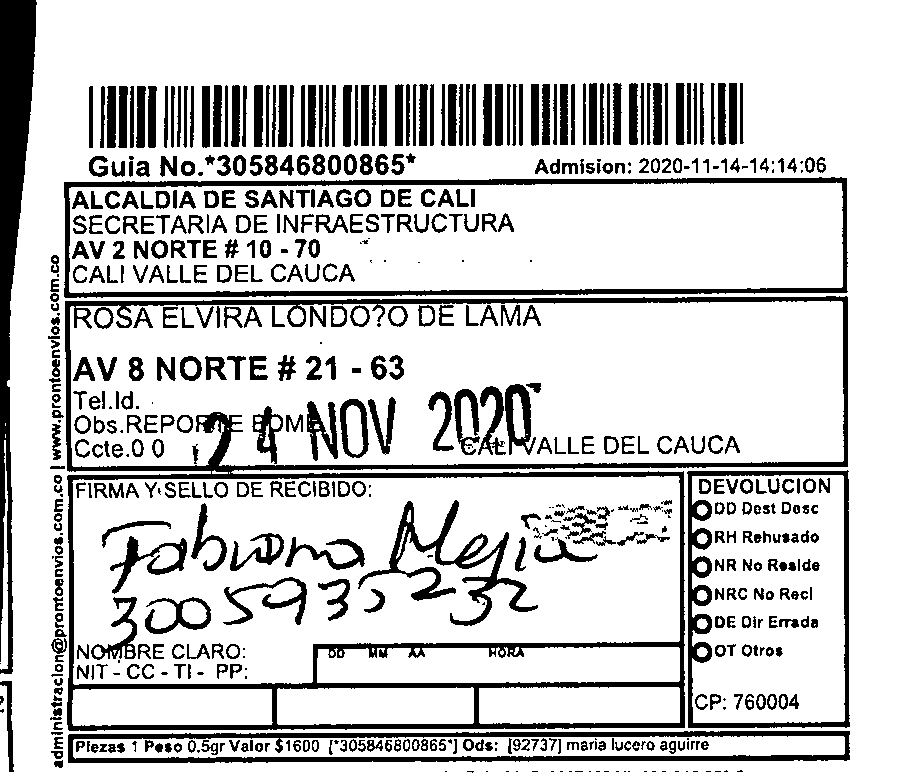 Guia No.*305846800865*
Admision: 2020-11-14-14:14:06
ALCALDIA DE SANTIAGO DE CALI
SECRETARIA DE INFRAESTRUCTURA
AV 2 NORTE # 10 - 70
CALI VALLE DEL CAUCA
ROSA ELVIRA LONDO?O DE LAMA
AV 8 NORTE # 21 - 63
Tel.Id.
Obs.REPORTE EDME
Ccte.0 0
24 NOV 2020
CALI VALLE DEL CAUCA
FIRMA Y SELLO DE RECIBIDO:
Fabiana Mejia
3005935232
NOMBRE CLARO:
NIT - CC - TI - PP:
DD MM AA HORA
DEVOLUCION
DD Dest Desc
RH Rehusado
NR No Reside
NRC No Recl
DE Dir Errada
OT Otros
CP: 760004
Piezas 1 Peso 0.5gr Valor $1600 [*305846800865*] Ods: [92737] maria lucero aguirre
administracion@prontoenvios.com.co | www.prontoenvios.com.co